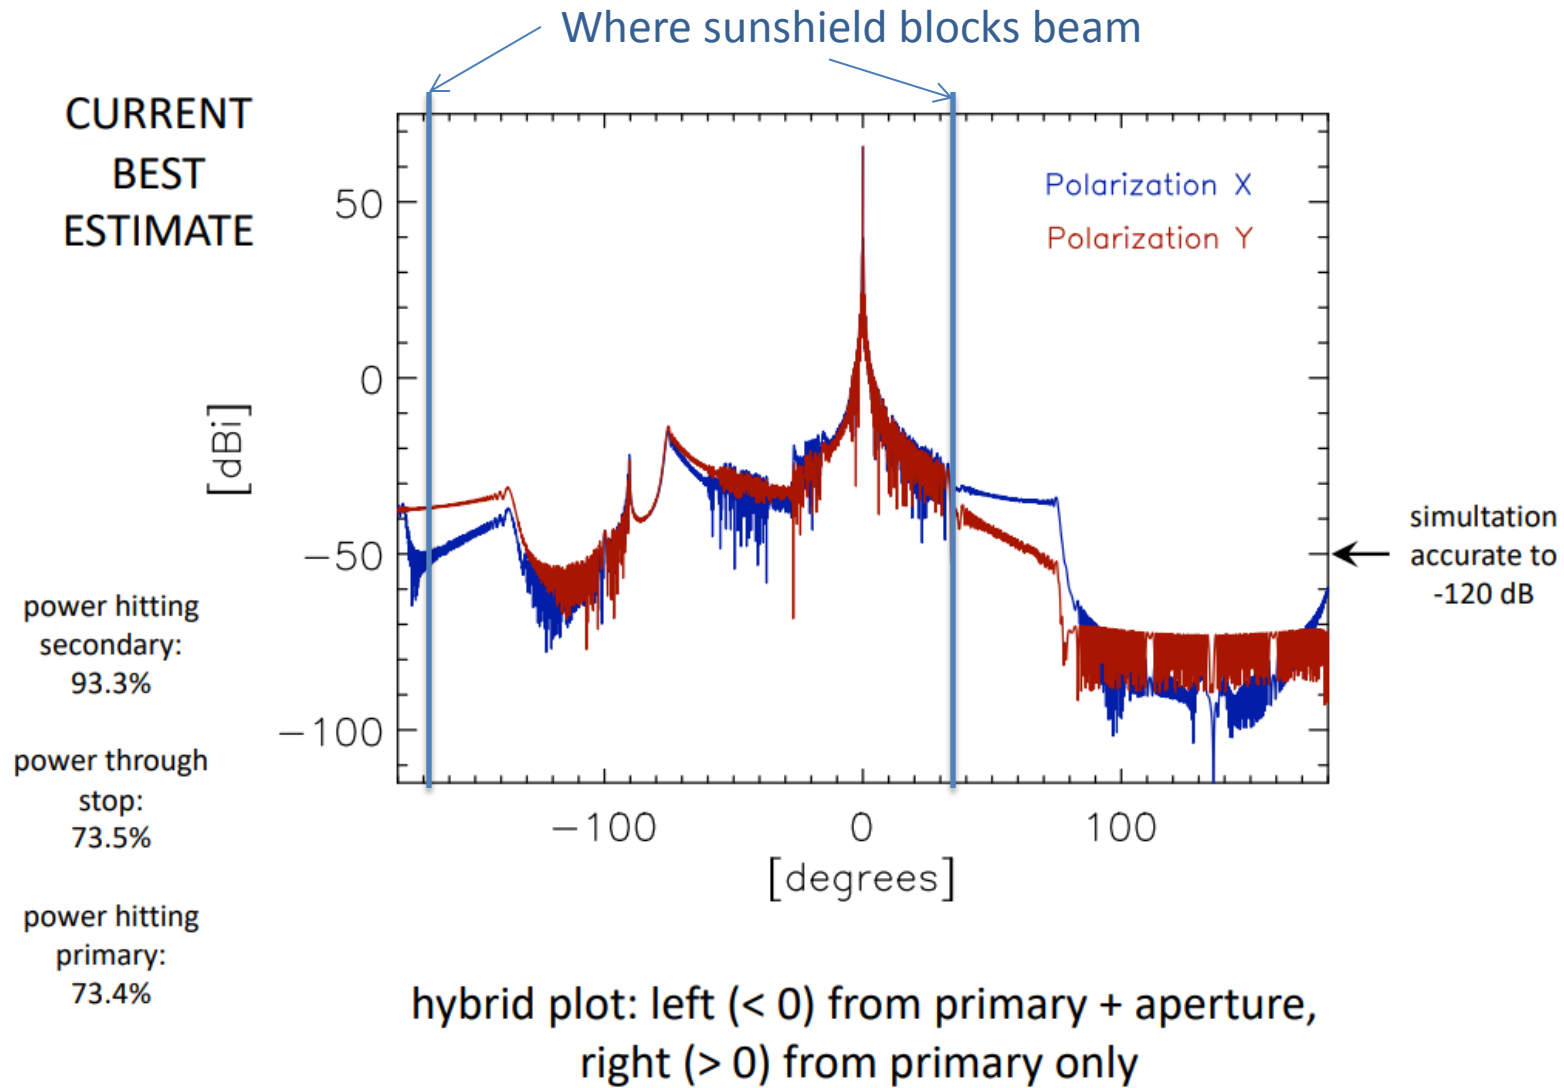 Where sunshield blocks beam
CURRENT
BEST
ESTIMATE
Polarization X
Polarization Y
50
0
−50
−100
[dBi]
−100
0
100
[degrees]
simultation
accurate to
-120 dB
power hitting
secondary:
93.3%
power through
stop:
73.5%
power hitting
primary:
73.4%
hybrid plot: left (< 0) from primary + aperture,
right (> 0) from primary only